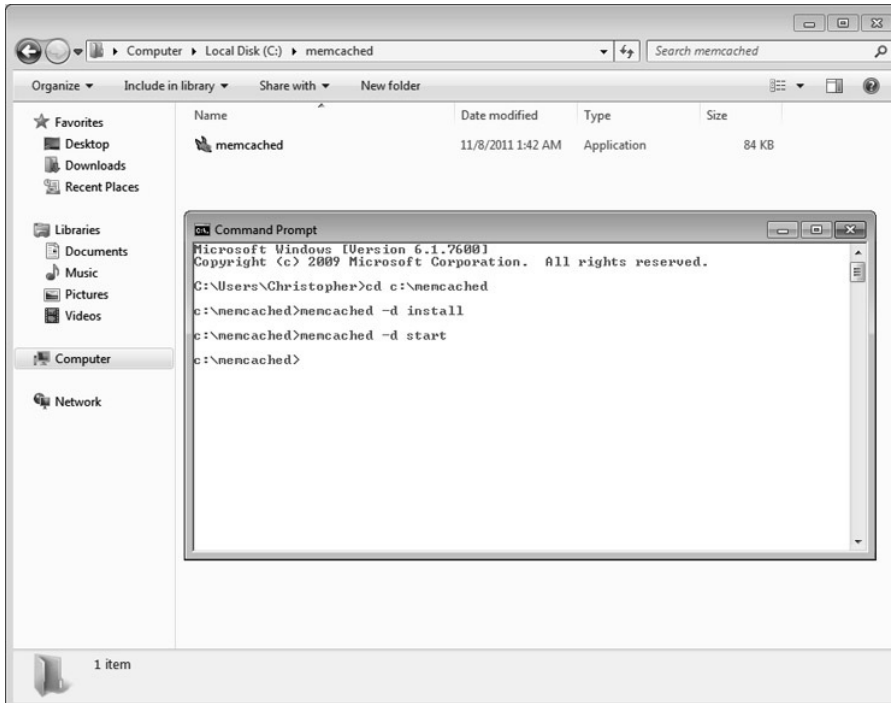 Computer ▸ Local Disk (C:) ▸ memcached
Search memcached
Organize Include in library Share with New folder
Favorites
Desktop
Downloads
Recent Places
Libraries
Documents
Music
Pictures
Videos
Computer
Network
Name Date modified Type Size
memcached 11/8/2011 1:42 AM Application 84 KB
Command Prompt
Microsoft Windows [Version 6.1.7600]
Copyright (c) 2009 Microsoft Corporation. All rights reserved.
C:\Users\Christopher>cd c:\memcached
c:\memcached>memcached -d install
c:\memcached>memcached -d start
c:\memcached>
1 item